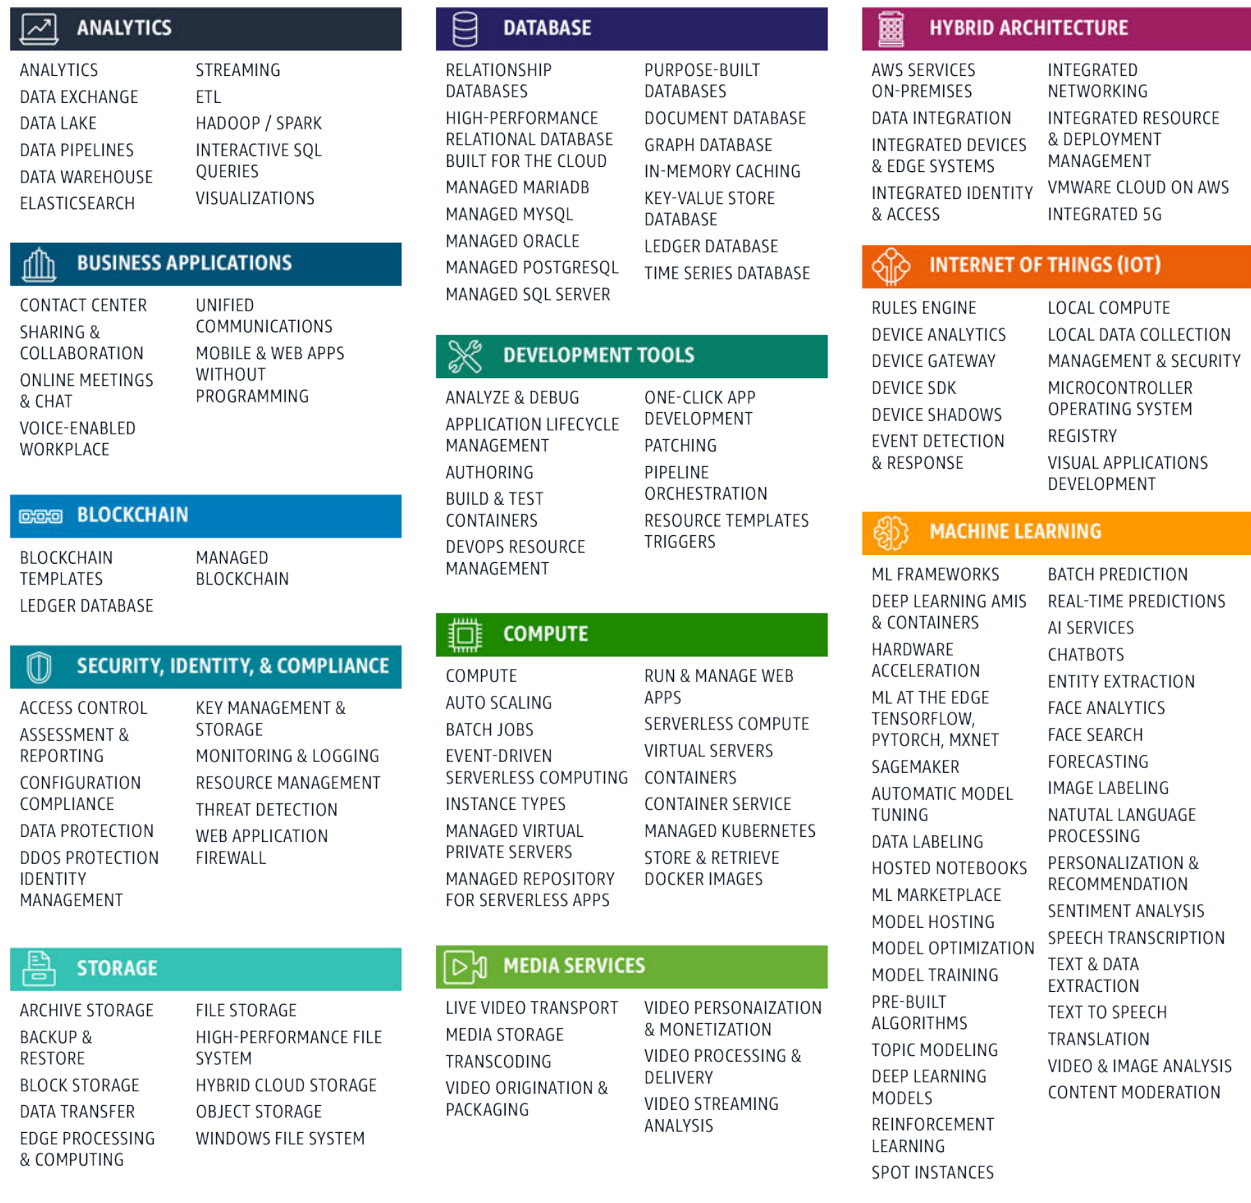 ANALYTICS
ANALYTICS
DATA EXCHANGE
DATA LAKE
DATA PIPELINES
DATA WAREHOUSE
ELASTICSEARCH
STREAMING
ETL
HADOOP / SPARK
INTERACTIVE SQL
QUERIES
VISUALIZATIONS
BUSINESS APPLICATIONS
CONTACT CENTER
SHARING &
COLLABORATION
ONLINE MEETINGS
& CHAT
VOICE-ENABLED
WORKPLACE
UNIFIED
COMMUNICATIONS
MOBILE & WEB APPS
WITHOUT
PROGRAMMING
BLOCKCHAIN
BLOCKCHAIN
TEMPLATES
LEDGER DATABASE
MANAGED
BLOCKCHAIN
SECURITY, IDENTITY, & COMPLIANCE
ACCESS CONTROL
ASSESSMENT &
REPORTING
CONFIGURATION
COMPLIANCE
DATA PROTECTION
DDOS PROTECTION
IDENTITY
MANAGEMENT
KEY MANAGEMENT &
STORAGE
MONITORING & LOGGING
RESOURCE MANAGEMENT
THREAT DETECTION
WEB APPLICATION
FIREWALL
STORAGE
ARCHIVE STORAGE
BACKUP &
RESTORE
BLOCK STORAGE
DATA TRANSFER
EDGE PROCESSING
& COMPUTING
FILE STORAGE
HIGH-PERFORMANCE FILE
SYSTEM
HYBRID CLOUD STORAGE
OBJECT STORAGE
WINDOWS FILE SYSTEM
DATABASE
RELATIONSHIP
DATABASES
HIGH-PERFORMANCE
RELATIONAL DATABASE
BUILT FOR THE CLOUD
MANAGED MARIADB
MANAGED MYSQL
MANAGED ORACLE
MANAGED POSTGRESQL
MANAGED SQL SERVER
PURPOSE-BUILT
DATABASES
DOCUMENT DATABASE
GRAPH DATABASE
IN-MEMORY CACHING
KEY-VALUE STORE
DATABASE
LEDGER DATABASE
TIME SERIES DATABASE
DEVELOPMENT TOOLS
ANALYZE & DEBUG
APPLICATION LIFECYCLE
MANAGEMENT
AUTHORING
BUILD & TEST
CONTAINERS
DEVOPS RESOURCE
MANAGEMENT
ONE-CLICK APP
DEVELOPMENT
PATCHING
PIPELINE
ORCHESTRATION
RESOURCE TEMPLATES
TRIGGERS
COMPUTE
COMPUTE
AUTO SCALING
BATCH JOBS
EVENT-DRIVEN
SERVERLESS COMPUTING
INSTANCE TYPES
MANAGED VIRTUAL
PRIVATE SERVERS
MANAGED REPOSITORY
FOR SERVERLESS APPS
RUN & MANAGE WEB
APPS
SERVERLESS COMPUTE
VIRTUAL SERVERS
CONTAINERS
CONTAINER SERVICE
MANAGED KUBERNETES
STORE & RETRIEVE
DOCKER IMAGES
MEDIA SERVICES
LIVE VIDEO TRANSPORT
MEDIA STORAGE
TRANSCODING
VIDEO ORIGINATION &
PACKAGING
VIDEO PERSONAIZATION
& MONETIZATION
VIDEO PROCESSING &
DELIVERY
VIDEO STREAMING
ANALYSIS
HYBRID ARCHITECTURE
AWS SERVICES
ON-PREMISES
DATA INTEGRATION
INTEGRATED DEVICES
& EDGE SYSTEMS
INTEGRATED IDENTITY
& ACCESS
INTEGRATED
NETWORKING
INTEGRATED RESOURCE
& DEPLOYMENT
MANAGEMENT
VMWARE CLOUD ON AWS
INTEGRATED 5G
INTERNET OF THINGS (IOT)
RULES ENGINE
DEVICE ANALYTICS
DEVICE GATEWAY
DEVICE SDK
DEVICE SHADOWS
EVENT DETECTION
& RESPONSE
LOCAL COMPUTE
LOCAL DATA COLLECTION
MANAGEMENT & SECURITY
MICROCONTROLLER
OPERATING SYSTEM
REGISTRY
VISUAL APPLICATIONS
DEVELOPMENT
MACHINE LEARNING
ML FRAMEWORKS
DEEP LEARNING AMIS
& CONTAINERS
HARDWARE
ACCELERATION
ML AT THE EDGE
TENSORFLOW,
PYTORCH, MXNET
SAGEMAKER
AUTOMATIC MODEL
TUNING
DATA LABELING
HOSTED NOTEBOOKS
ML MARKETPLACE
MODEL HOSTING
MODEL OPTIMIZATION
MODEL TRAINING
PRE-BUILT
ALGORITHMS
TOPIC MODELING
DEEP LEARNING
MODELS
REINFORCEMENT
LEARNING
SPOT INSTANCES
BATCH PREDICTION
REAL-TIME PREDICTIONS
AI SERVICES
CHATBOTS
ENTITY EXTRACTION
FACE ANALYTICS
FACE SEARCH
FORECASTING
IMAGE LABELING
NATUTAL LANGUAGE
PROCESSING
PERSONALIZATION &
RECOMMENDATION
SENTIMENT ANALYSIS
SPEECH TRANSCRIPTION
TEXT & DATA
EXTRACTION
TEXT TO SPEECH
TRANSLATION
VIDEO & IMAGE ANALYSIS
CONTENT MODERATION